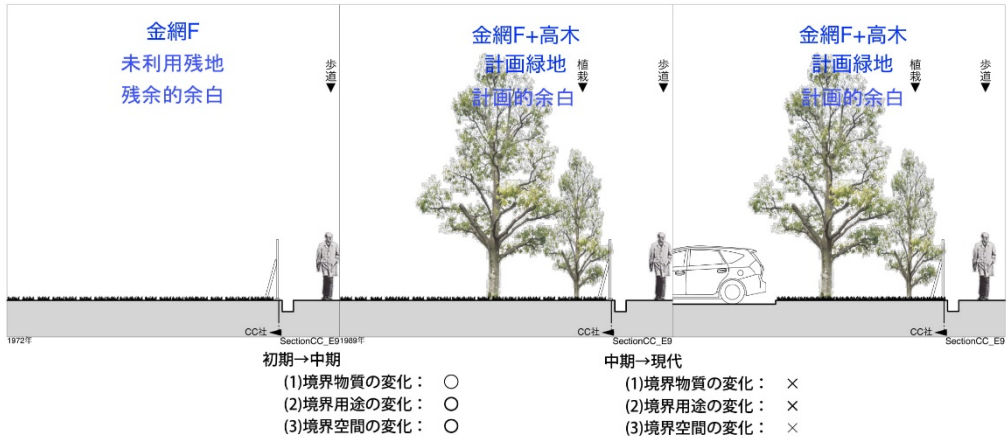 金網F
未利用残地
残余的余白
歩道
CC社
1972年
SectionCC_E9
金網F+高木
計画緑地
計画的余白
植栽
歩道
CC社
1989年
SectionCC_E9
金網F+高木
計画緑地
計画的余白
植栽
歩道
CC社
SectionCC_E9
初期→中期
(1)境界物質の変化： ○
(2)境界用途の変化： ○
(3)境界空間の変化： ○
中期→現代
(1)境界物質の変化： ×
(2)境界用途の変化： ×
(3)境界空間の変化： ×